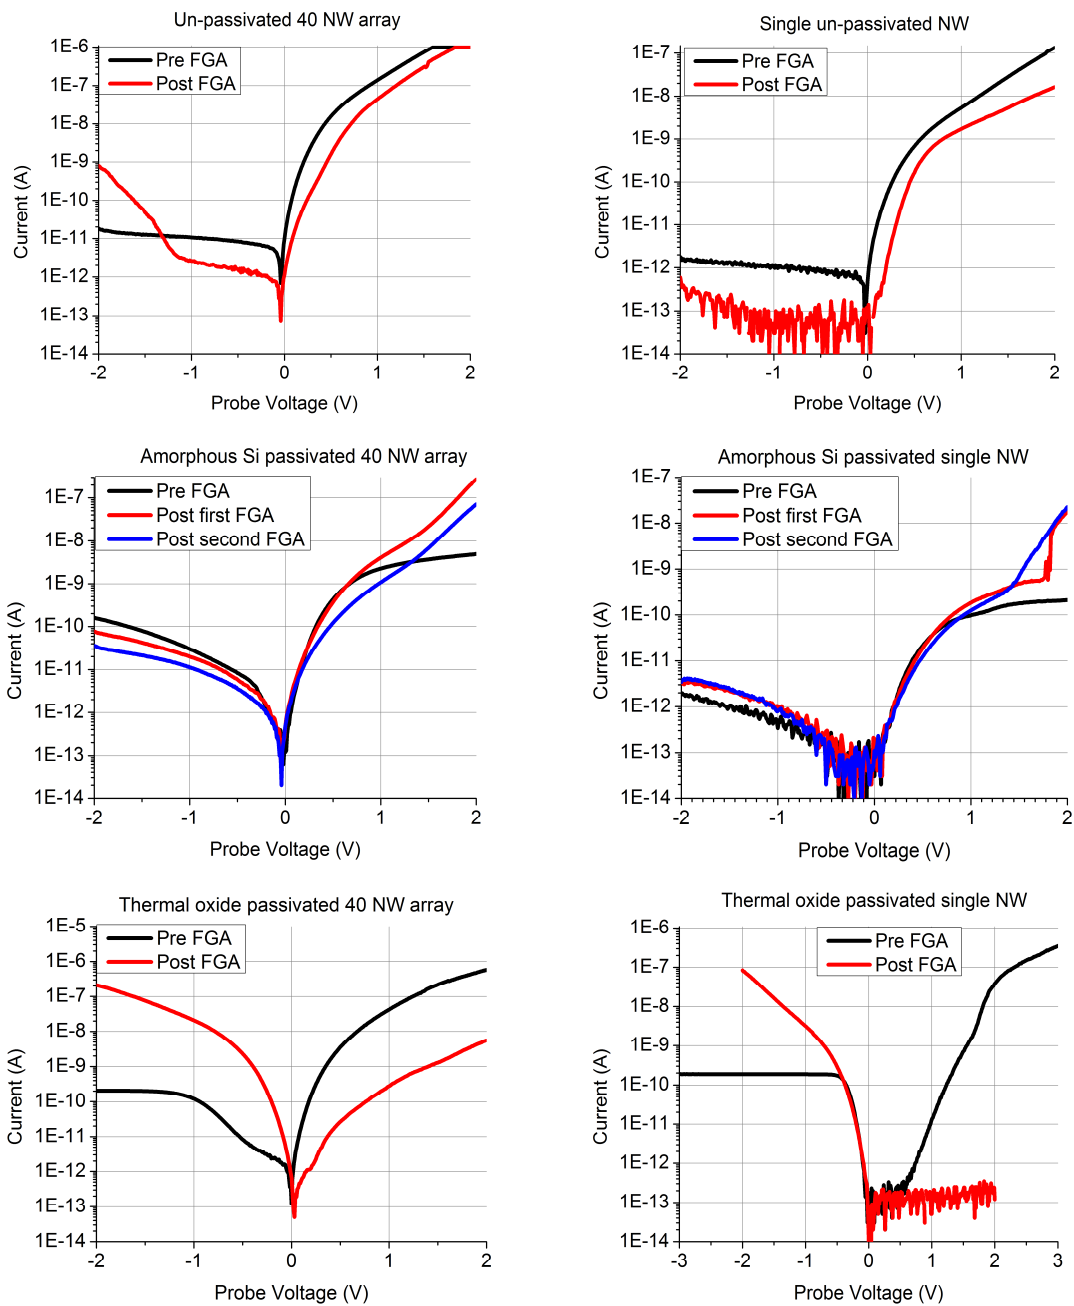 Un-passivated 40 NW array
1E-6
1E-7
1E-8
1E-9
1E-10
1E-11
1E-12
1E-13
1E-14
Current (A)
Pre FGA
Post FGA
-2
-1
0
1
2
Probe Voltage (V)
Single un-passivated NW
1E-7
1E-8
1E-9
1E-10
1E-11
1E-12
1E-13
1E-14
Current (A)
Pre FGA
Post FGA
-2
-1
0
1
2
Probe Voltage (V)
Amorphous Si passivated 40 NW array
1E-7
1E-8
1E-9
1E-10
1E-11
1E-12
1E-13
1E-14
Current (A)
Pre FGA
Post first FGA
Post second FGA
-2
-1
0
1
2
Probe Voltage (V)
Amorphous Si passivated single NW
1E-7
1E-8
1E-9
1E-10
1E-11
1E-12
1E-13
1E-14
Current (A)
Pre FGA
Post first FGA
Post second FGA
-2
-1
0
1
2
Probe Voltage (V)
Thermal oxide passivated 40 NW array
1E-5
1E-6
1E-7
1E-8
1E-9
1E-10
1E-11
1E-12
1E-13
1E-14
Current (A)
Pre FGA
Post FGA
-2
-1
0
1
2
Probe Voltage (V)
Thermal oxide passivated single NW
1E-6
1E-7
1E-8
1E-9
1E-10
1E-11
1E-12
1E-13
1E-14
Current (A)
Pre FGA
Post FGA
-3
-2
-1
0
1
2
3
Probe Voltage (V)